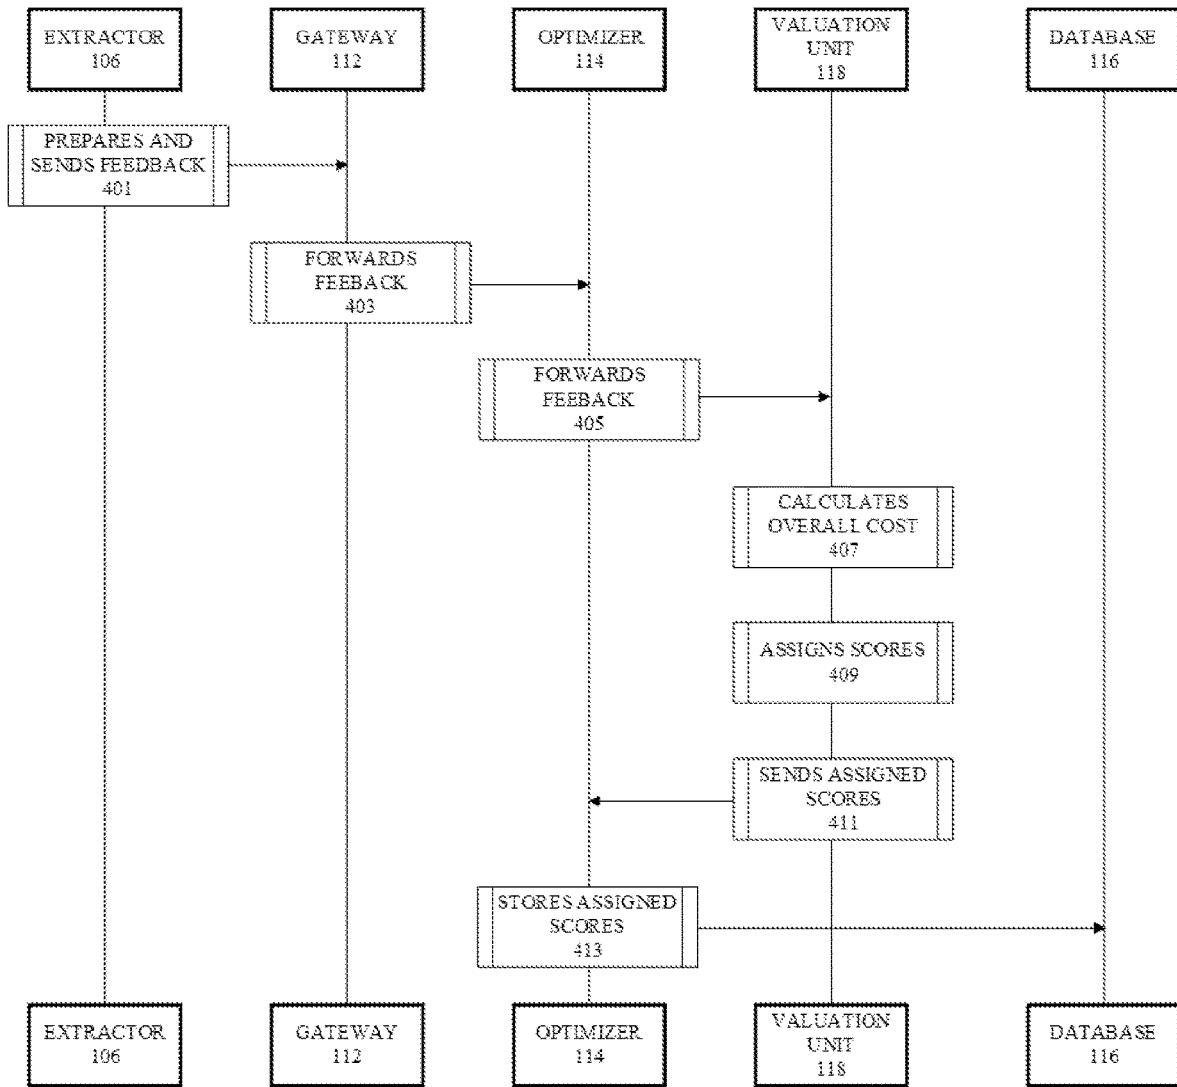 EXTRACTOR
106
GATEWAY
112
OPTIMIZER
114
VALUATION
UNIT
118
DATABASE
116
PREPARES AND
SENDS FEEDBACK
401
FORWARDS
FEEBACK
403
FORWARDS
FEEBACK
405
CALCULATES
OVERALL COST
407
ASSIGNS SCORES
409
SENDS ASSIGNED
SCORES
411
STORES ASSIGNED
SCORES
413
EXTRACTOR
106
GATEWAY
112
OPTIMIZER
114
VALUATION
UNIT
118
DATABASE
116